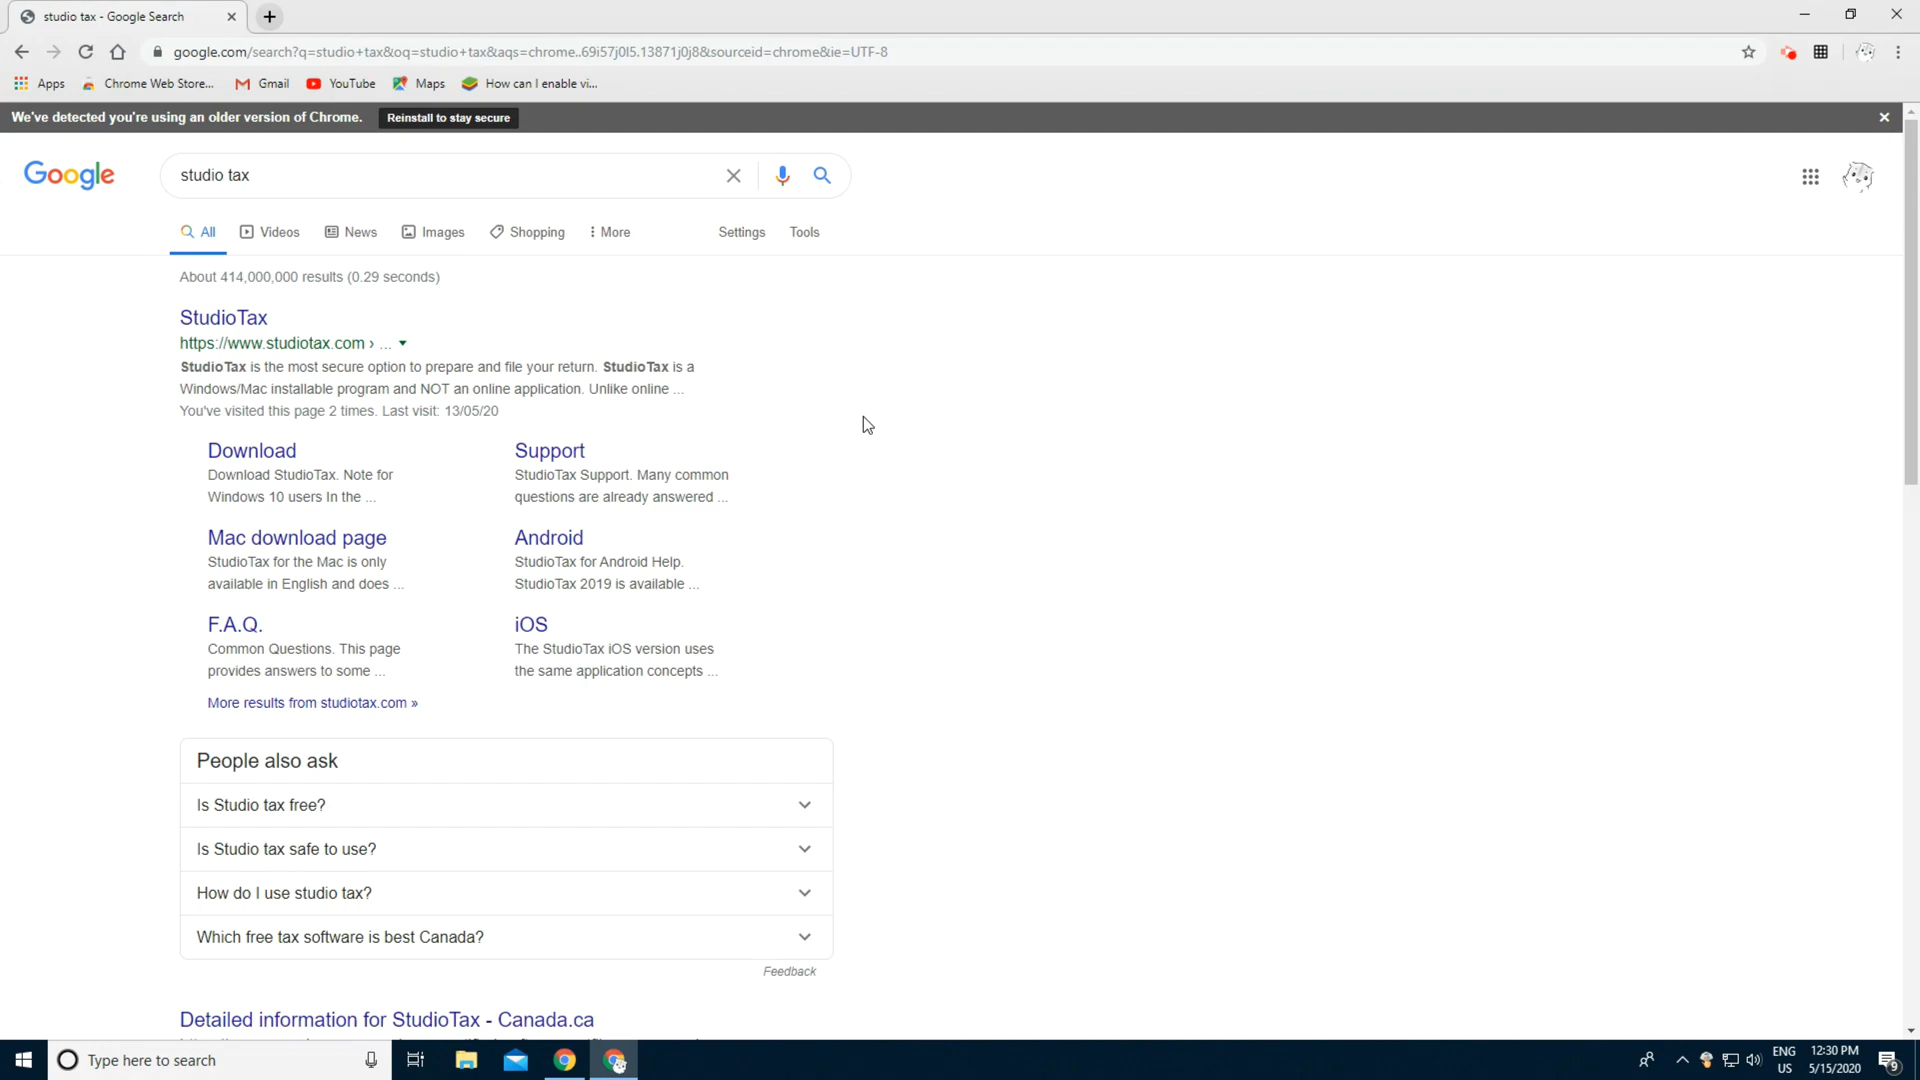 studio tax - Google Search
google.com/search?q=studio+tax&oq=studio+tax&aqs=chrome..69i57j0l5.13871j0j8&sourceid=chrome&ie=UTF-8
Apps Chrome Web Store... Gmail YouTube Maps How can I enable vi...
We've detected you're using an older version of Chrome. Reinstall to stay secure
Google studio tax
All Videos News Images Shopping More Settings Tools
About 414,000,000 results (0.29 seconds)
StudioTax
https://www.studiotax.com › ...
StudioTax is the most secure option to prepare and file your return. StudioTax is a
Windows/Mac installable program and NOT an online application. Unlike online ...
You've visited this page 2 times. Last visit: 13/05/20
Download
Download StudioTax. Note for
Windows 10 users In the ...
Support
StudioTax Support. Many common
questions are already answered ...
Mac download page
StudioTax for the Mac is only
available in English and does ...
Android
StudioTax for Android Help.
StudioTax 2019 is available ...
F.A.Q.
Common Questions. This page
provides answers to some ...
iOS
The StudioTax iOS version uses
the same application concepts ...
More results from studiotax.com »
People also ask
Is Studio tax free?
Is Studio tax safe to use?
How do I use studio tax?
Which free tax software is best Canada?
Feedback
Detailed information for StudioTax - Canada.ca
Type here to search
ENG
US
12:30 PM
5/15/2020
9